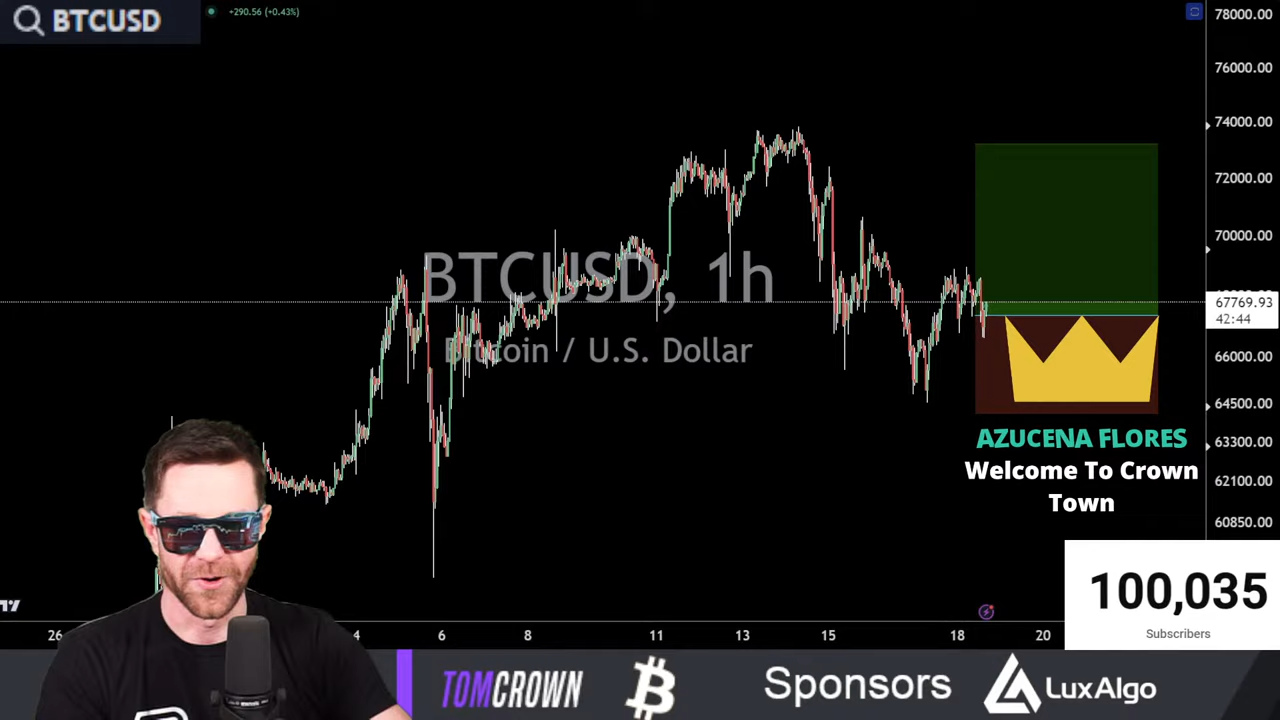 BTCUSD
+290.56 (+0.43%)
78000.00
76000.00
74000.00
72000.00
70000.00
67769.93
42:44
66000.00
64500.00
63300.00
62100.00
60850.00
BTCUSD, 1h
Bitcoin / U.S. Dollar
AZUCENA FLORES
Welcome To Crown
Town
100,035
Subscribers
26
4
6
8
11
13
15
18
20
TOMCROWN
Sponsors
LuxAlgo